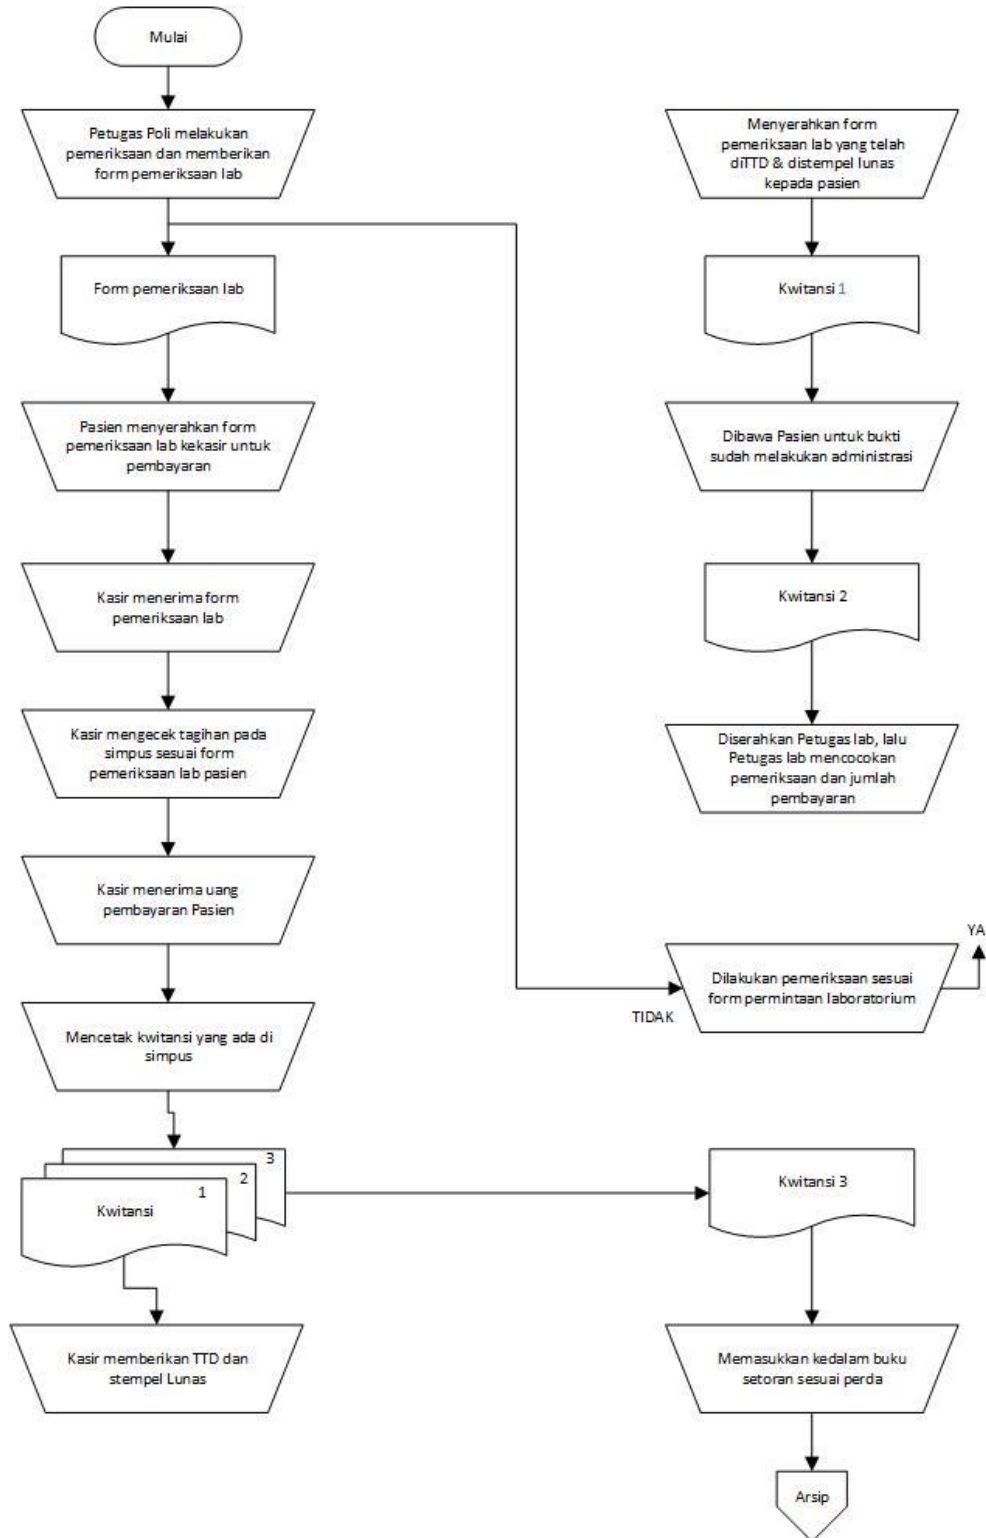 Mulai
Petugas Poli melakukan
pemeriksaan dan memberikan
form pemeriksaan lab
Form pemeriksaan lab
Pasien menyerahkan form
pemeriksaan lab kekasir untuk
pembayaran
Kasir menerima form
pemeriksaan lab
Kasir mengecek tagihan pada
simpus sesuai form
pemeriksaan lab pasien
Kasir menerima uang
pembayaran Pasien
Mencetak kwitansi yang ada di
simpus
3
2
1
Kwitansi
Kasir memberikan TTD dan
stempel Lunas
Menyerahkan form
pemeriksaan lab yang telah
diTTD & distempel lunas
kepada pasien
Kwitansi 1
Dibawa Pasien untuk bukti
sudah melakukan administrasi
Kwitansi 2
Diserahkan Petugas lab, lalu
Petugas lab mencocokan
pemeriksaan dan jumlah
pembayaran
YA
Dilakukan pemeriksaan sesuai
form permintaan laboratorium
TIDAK
Kwitansi 3
Memasukkan kedalam buku
setoran sesuai perda
Arsip